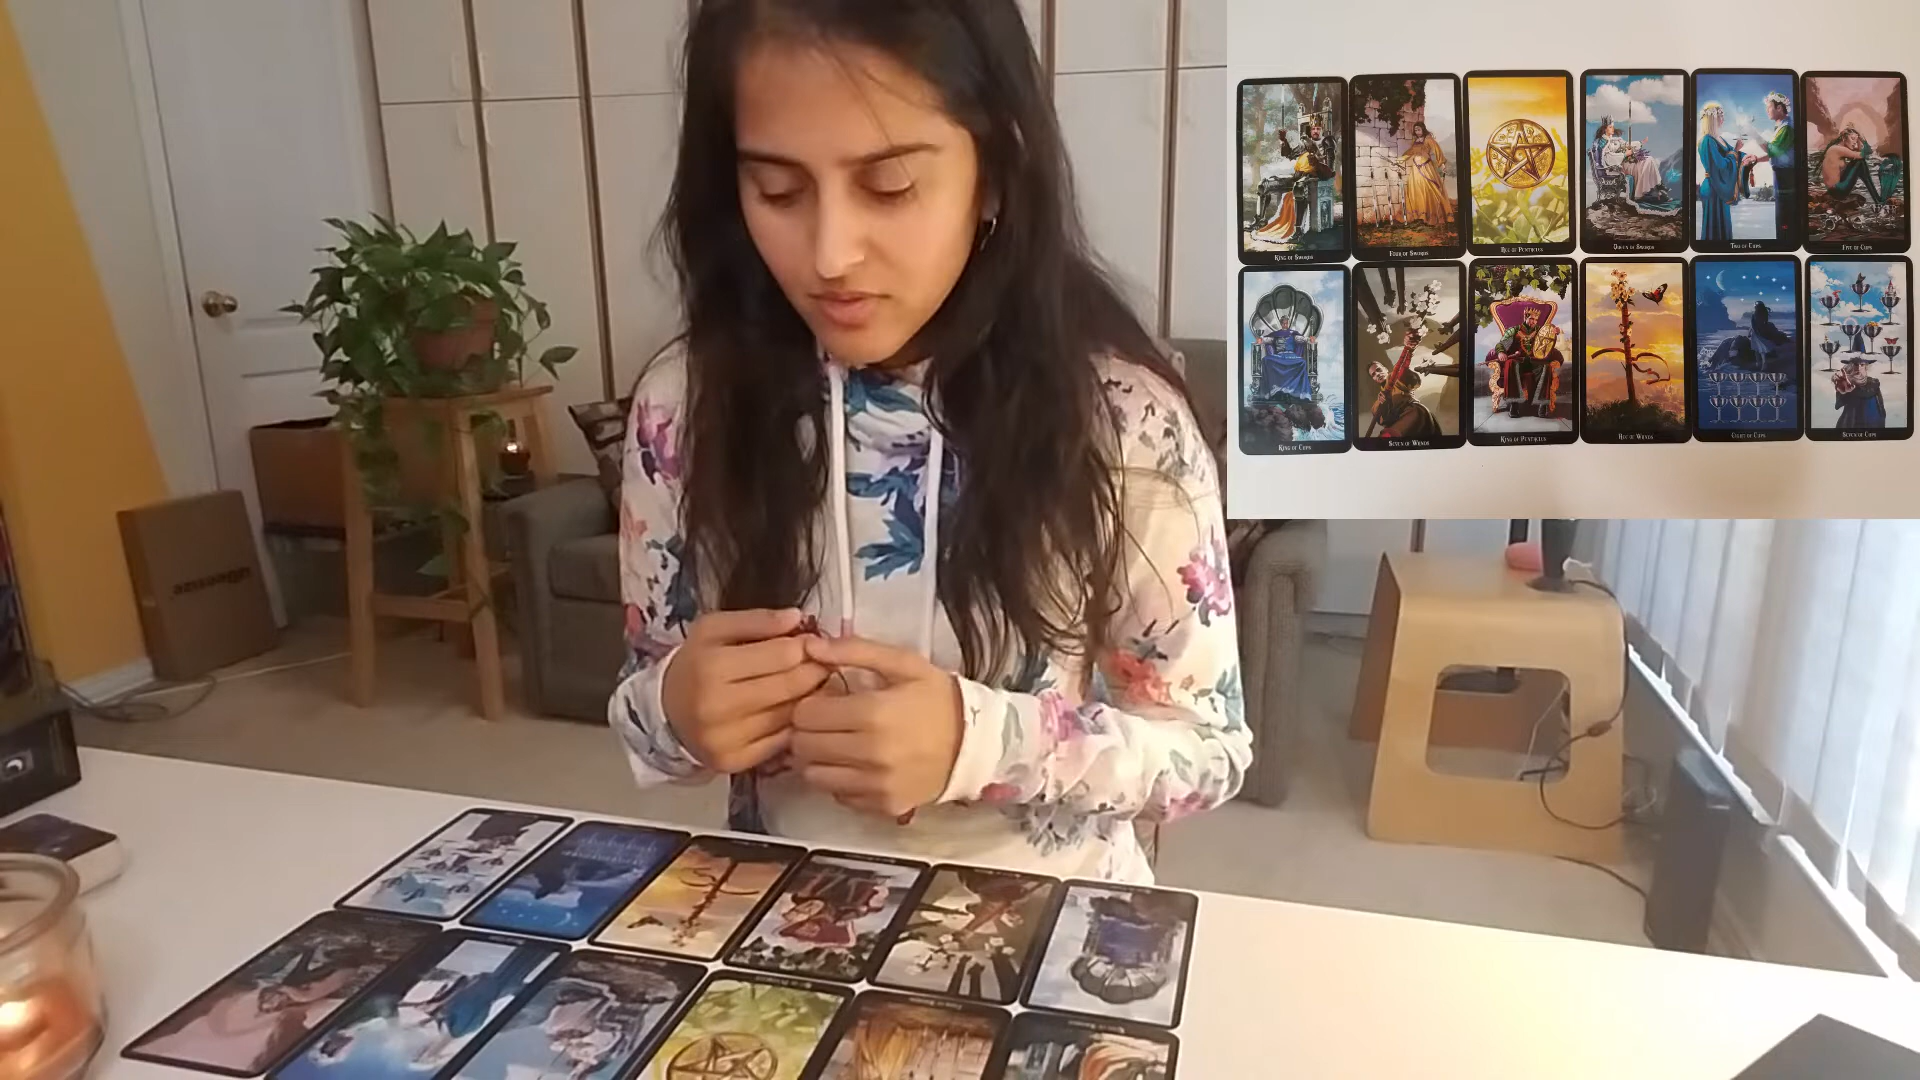 KING OF SWORDS
FOUR OF SWORDS
ACE OF PENTACLES
QUEEN OF SWORDS
TWO OF CUPS
FIVE OF CUPS
KING OF CUPS
SEVEN OF WANDS
KING OF PENTACLES
ACE OF WANDS
EIGHT OF CUPS
SEVEN OF CUPS